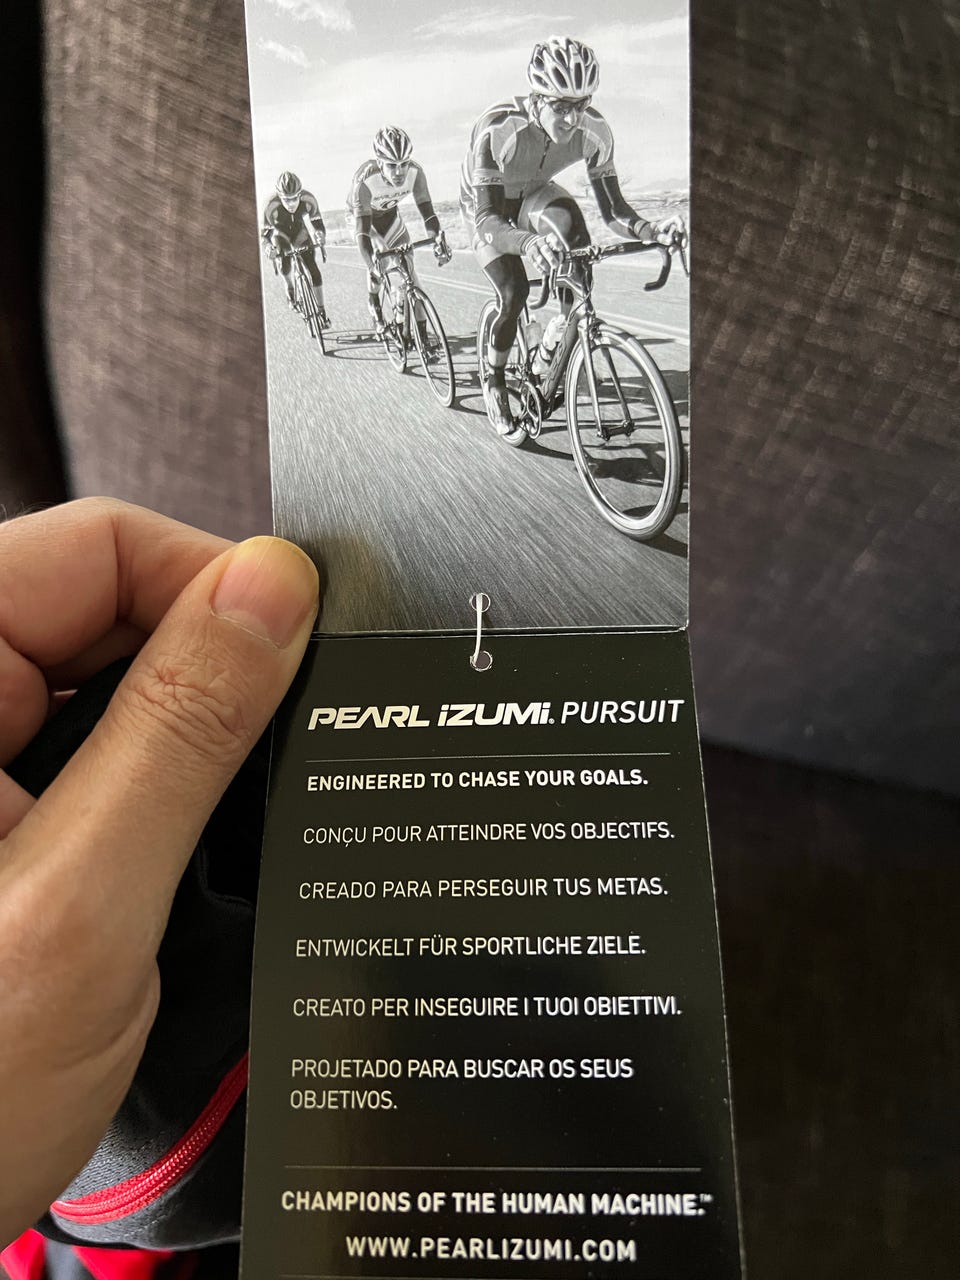 PEARL iZUMi
PEARL iZUMi. PURSUIT
ENGINEERED TO CHASE YOUR GOALS.
CONÇU POUR ATTEINDRE VOS OBJECTIFS.
CREADO PARA PERSEGUIR TUS METAS.
ENTWICKELT FÜR SPORTLICHE ZIELE.
CREATO PER INSEGUIRE I TUOI OBIETTIVI.
PROJETADO PARA BUSCAR OS SEUS
OBJETIVOS.
CHAMPIONS OF THE HUMAN MACHINE.™
WWW.PEARLIZUMI.COM